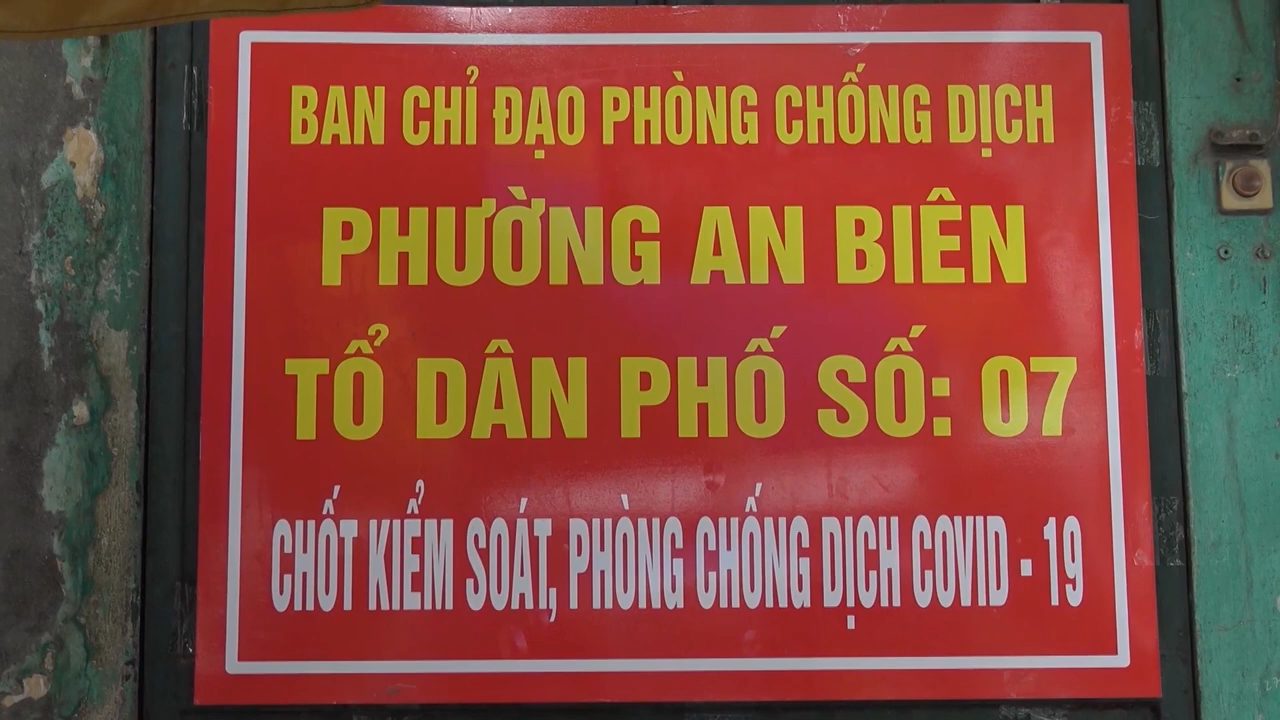 BAN CHỈ ĐẠO PHÒNG CHỐNG DỊCH
PHƯỜNG AN BIÊN
TỔ DÂN PHỐ SỐ: 07
CHỐT KIỂM SOÁT, PHÒNG CHỐNG DỊCH COVID - 19